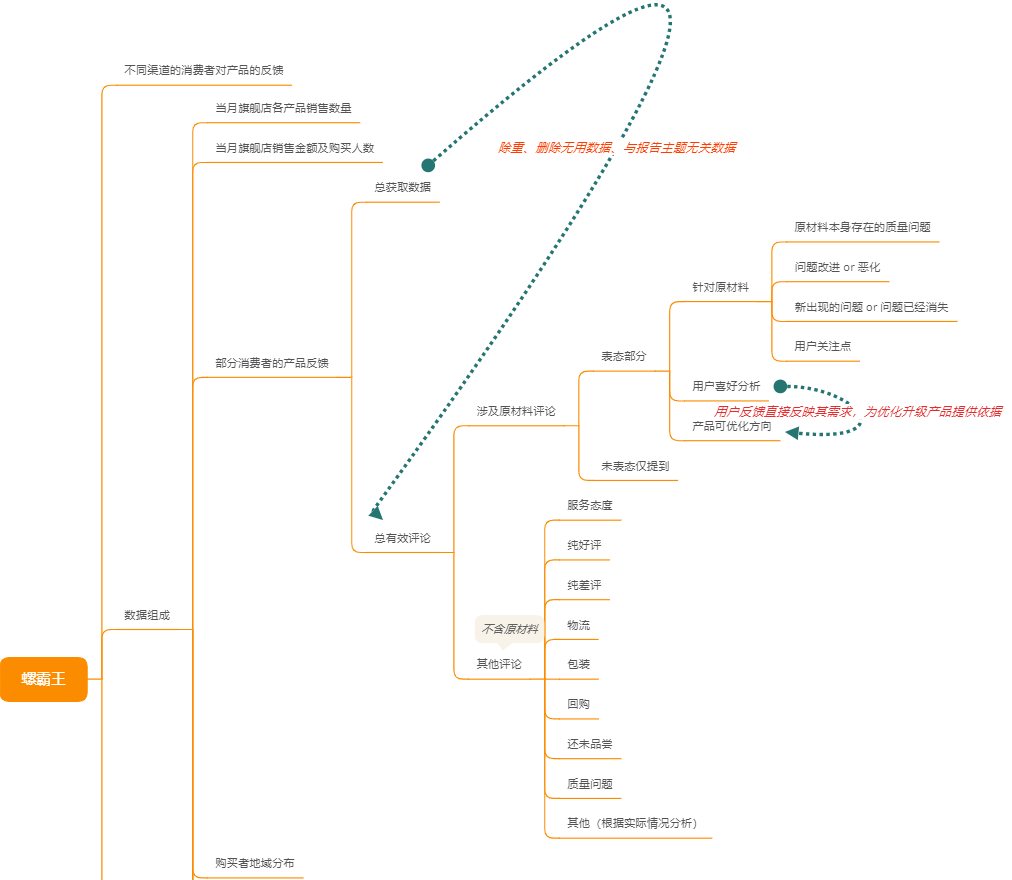 不同渠道的消费者对产品的反馈
当月旗舰店各产品销售数量
当月旗舰店销售金额及购买人数
除重、删除无用数据、与报告主题无关数据
总获取数据
原材料本身存在的质量问题
问题改进 or 恶化
针对原材料
新出现的问题 or 问题已经消失
用户关注点
表态部分
部分消费者的产品反馈
用户喜好分析
用户反馈直接反映其需求，为优化升级产品提供依据
涉及原材料评论
产品可优化方向
未表态仅提到
服务态度
总有效评论
纯好评
纯差评
数据组成
物流
不含原材料
其他评论
包装
螺霸王
回购
还未品尝
质量问题
其他（根据实际情况分析）
购买者地域分布